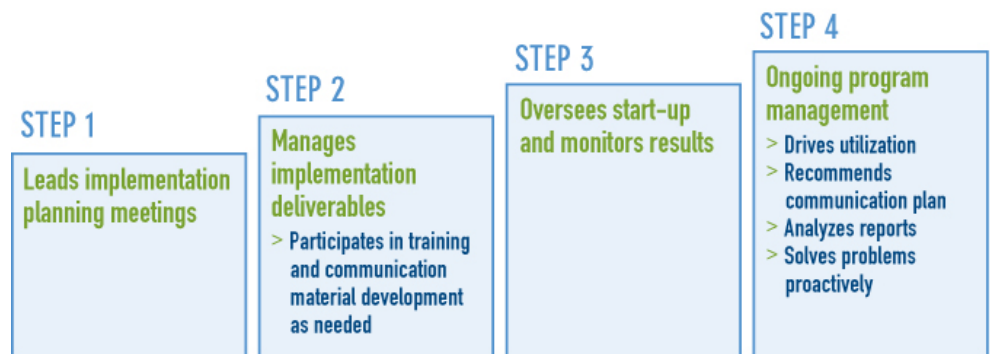 STEP 1
Leads implementation
planning meetings
STEP 2
Manages
implementation
deliverables
> Participates in training
and communication
material development
as needed
STEP 3
Oversees start-up
and monitors results
STEP 4
Ongoing program
management
> Drives utilization
> Recommends
communication plan
> Analyzes reports
> Solves problems
proactively